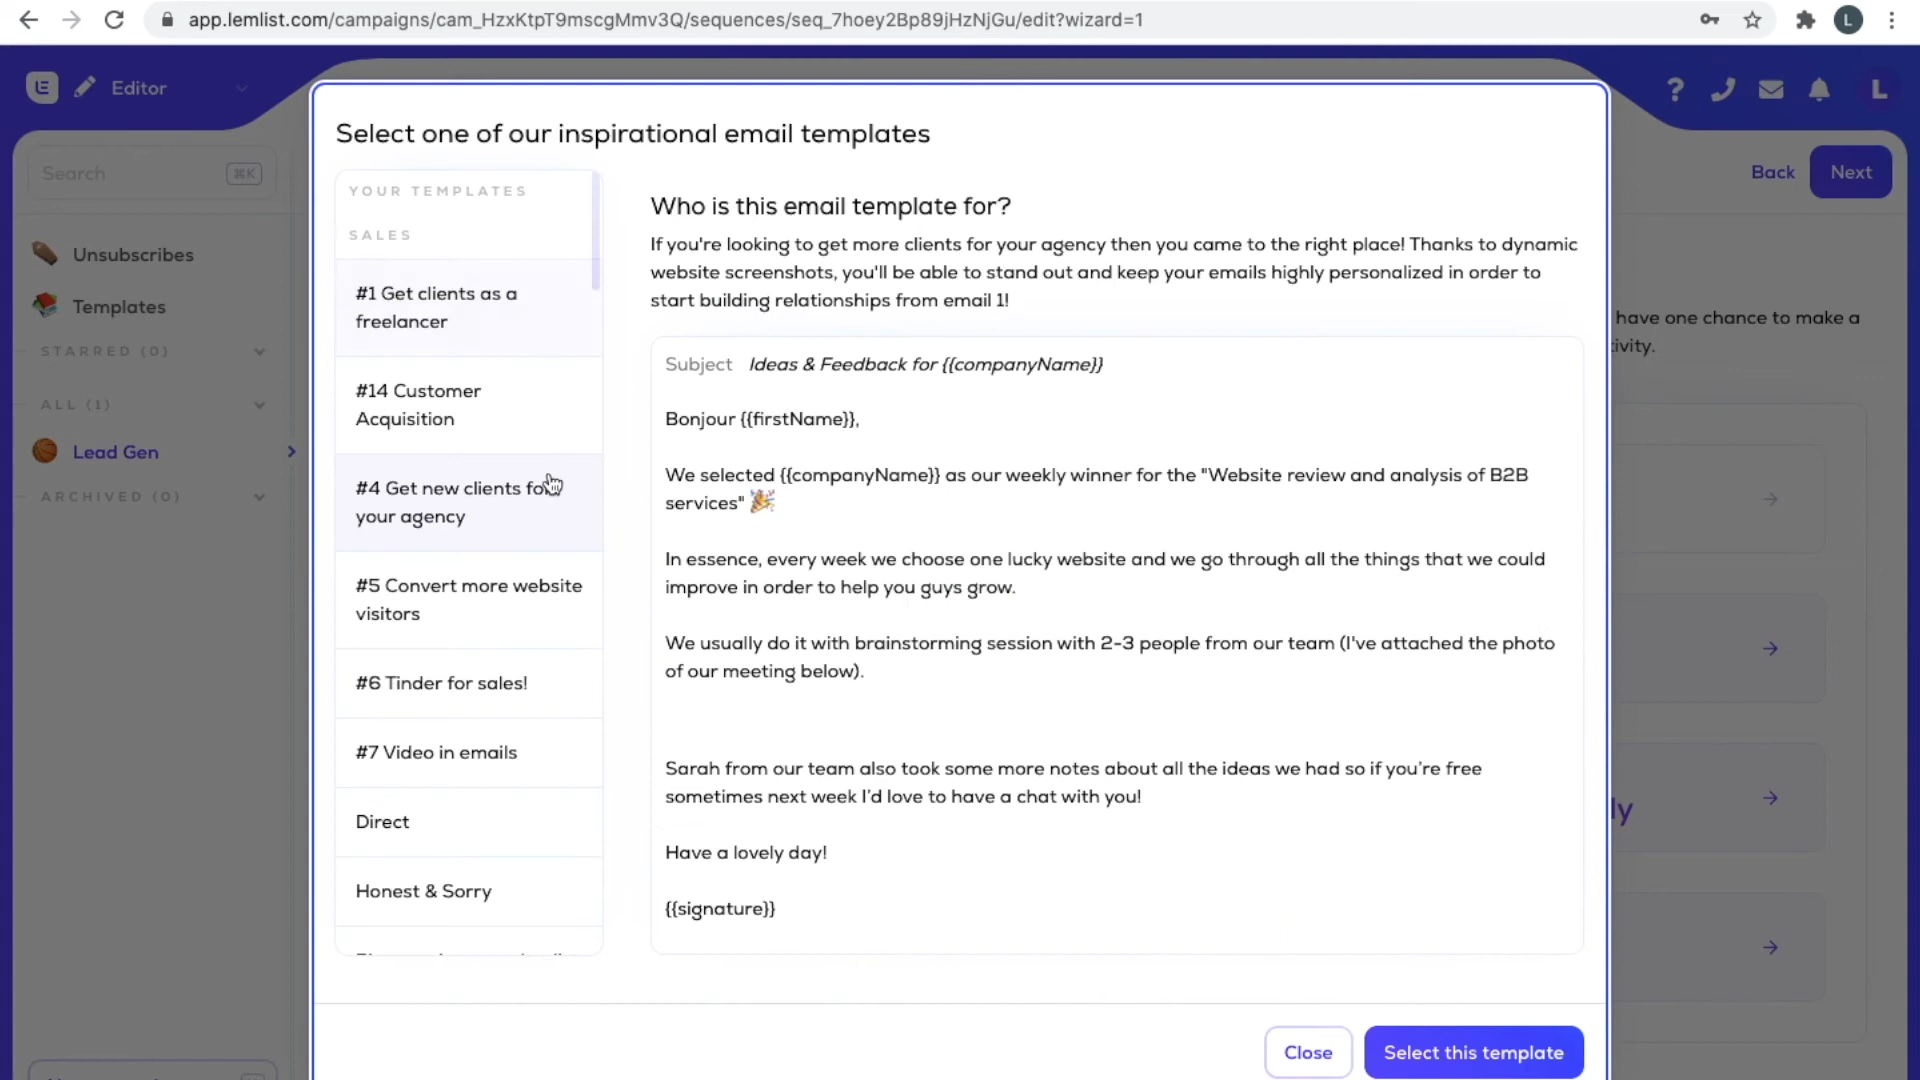 app.lemlist.com/campaigns/cam_HzxKtpT9mscgMmv3Q/sequences/seq_7hoey2Bp89jHzNjGu/edit?wizard=1
L
Editor
?
L
Search
⌘K
Back
Next
Unsubscribes
Templates
STARRED (0)
ALL (1)
Lead Gen
ARCHIVED (0)
Select one of our inspirational email templates
YOUR TEMPLATES
SALES
#1 Get clients as a
freelancer
#14 Customer
Acquisition
#4 Get new clients for
your agency
#5 Convert more website
visitors
#6 Tinder for sales!
#7 Video in emails
Direct
Honest & Sorry
Who is this email template for?
If you're looking to get more clients for your agency then you came to the right place! Thanks to dynamic
website screenshots, you'll be able to stand out and keep your emails highly personalized in order to
start building relationships from email 1!
Subject Ideas & Feedback for {{companyName}}
Bonjour {{firstName}},
We selected {{companyName}} as our weekly winner for the "Website review and analysis of B2B
services" 🎉
In essence, every week we choose one lucky website and we go through all the things that we could
improve in order to help you guys grow.
We usually do it with brainstorming session with 2-3 people from our team (I've attached the photo
of our meeting below).
Sarah from our team also took some more notes about all the ideas we had so if you're free
sometimes next week I'd love to have a chat with you!
Have a lovely day!
{{signature}}
have one chance to make a
ly
Close
Select this template